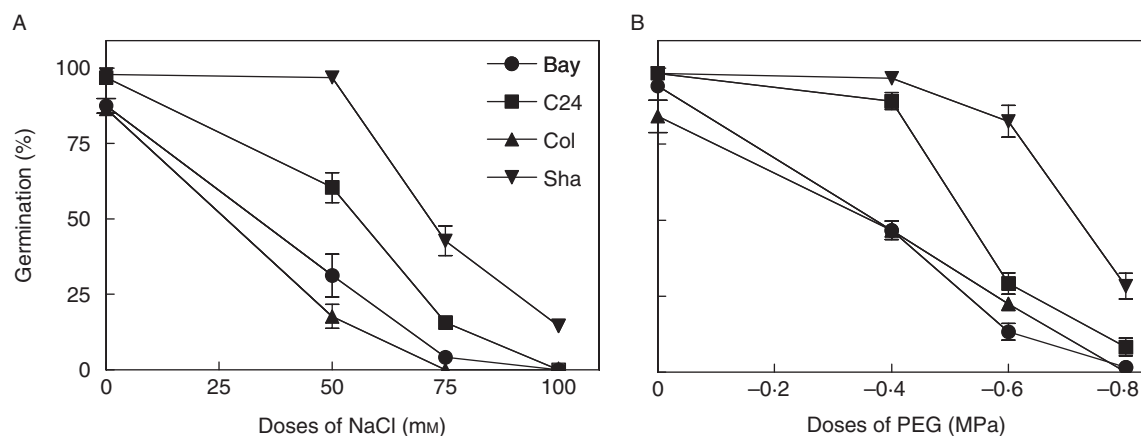 A
B
Germination (%)
100
75
50
25
0
Bay
C24
Col
Sha
0 25 50 75 100
0 –0·2 –0·4 –0·6 –0·8
Doses of NaCl (mM)
Doses of PEG (MPa)